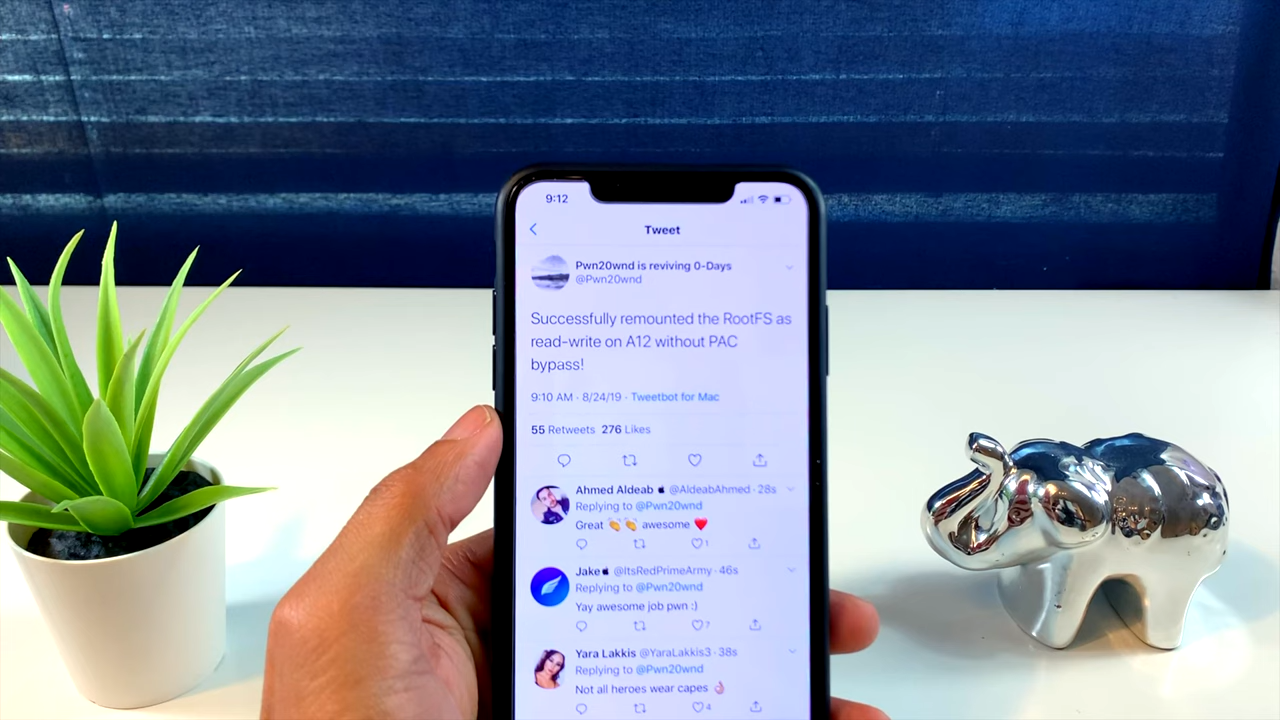 9:12
Tweet
Pwn20wnd is reviving 0-Days
@Pwn20wnd
Successfully remounted the RootFS as
read-write on A12 without PAC
bypass!
9:10 AM · 8/24/19 · Tweetbot for Mac
55 Retweets 276 Likes
Ahmed Aldeab @AldeabAhmed · 28s
Replying to @Pwn20wnd
Great 👏👏 awesome ❤️
1
Jake @ItsRedPrimeArmy · 46s
Replying to @Pwn20wnd
Yay awesome job pwn :)
7
Yara Lakkis @YaraLakkis3 · 38s
Replying to @Pwn20wnd
Not all heroes wear capes 👌
4